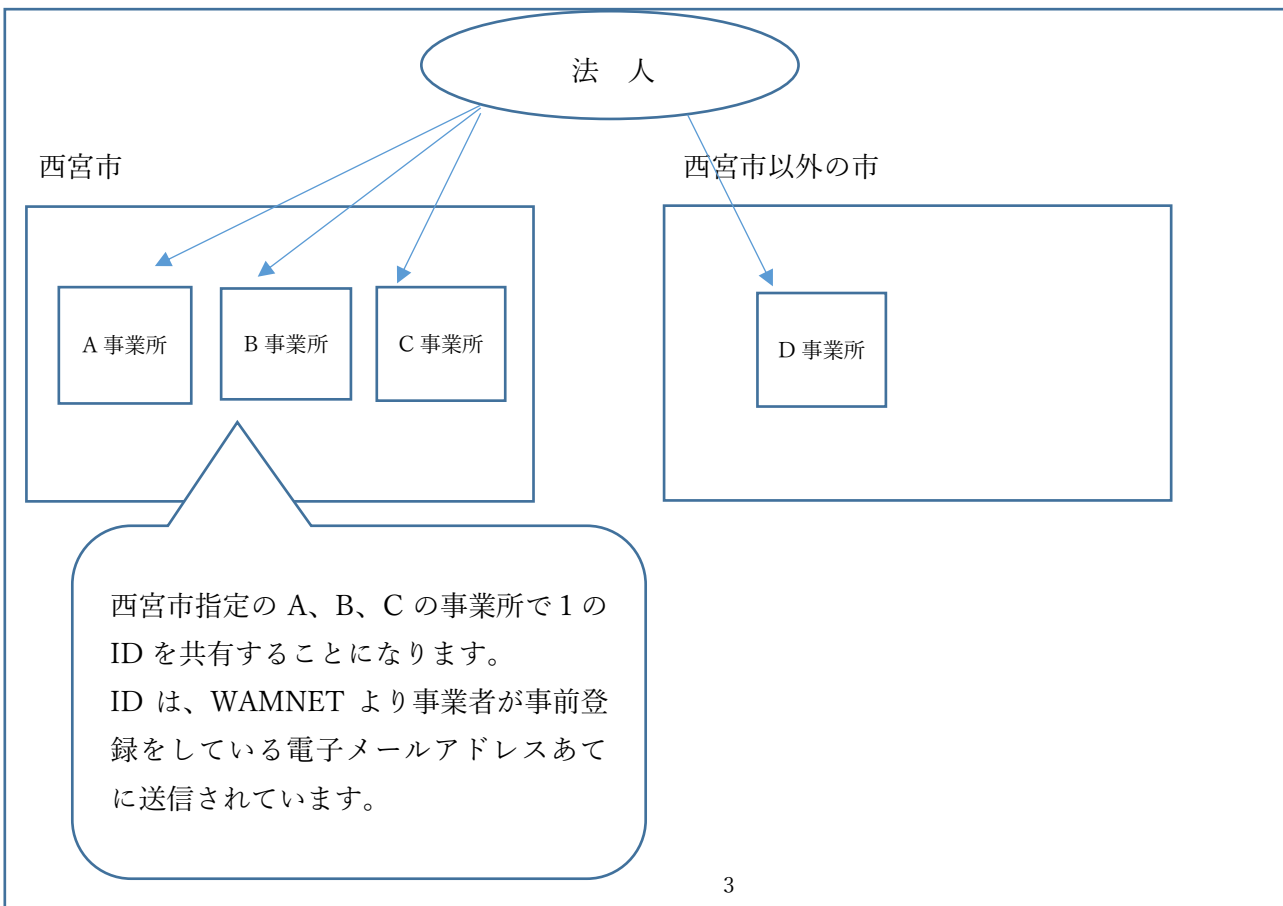 法　人
西宮市
西宮市以外の市
A 事業所
B 事業所
C 事業所
D 事業所
西宮市指定の A、B、C の事業所で１の
ID を共有することになります。
ID は、WAMNET より事業者が事前登
録をしている電子メールアドレスあて
に送信されています。
3